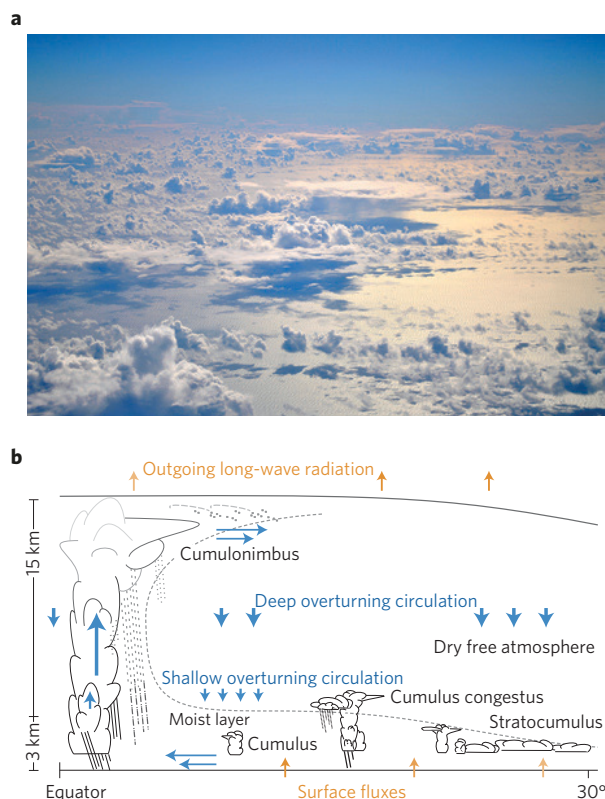 a
b
Outgoing long-wave radiation
15 km
Cumulonimbus
Deep overturning circulation
Dry free atmosphere
Shallow overturning circulation
Cumulus congestus
Moist layer
Stratocumulus
3 km
Cumulus
Equator
Surface fluxes
30°